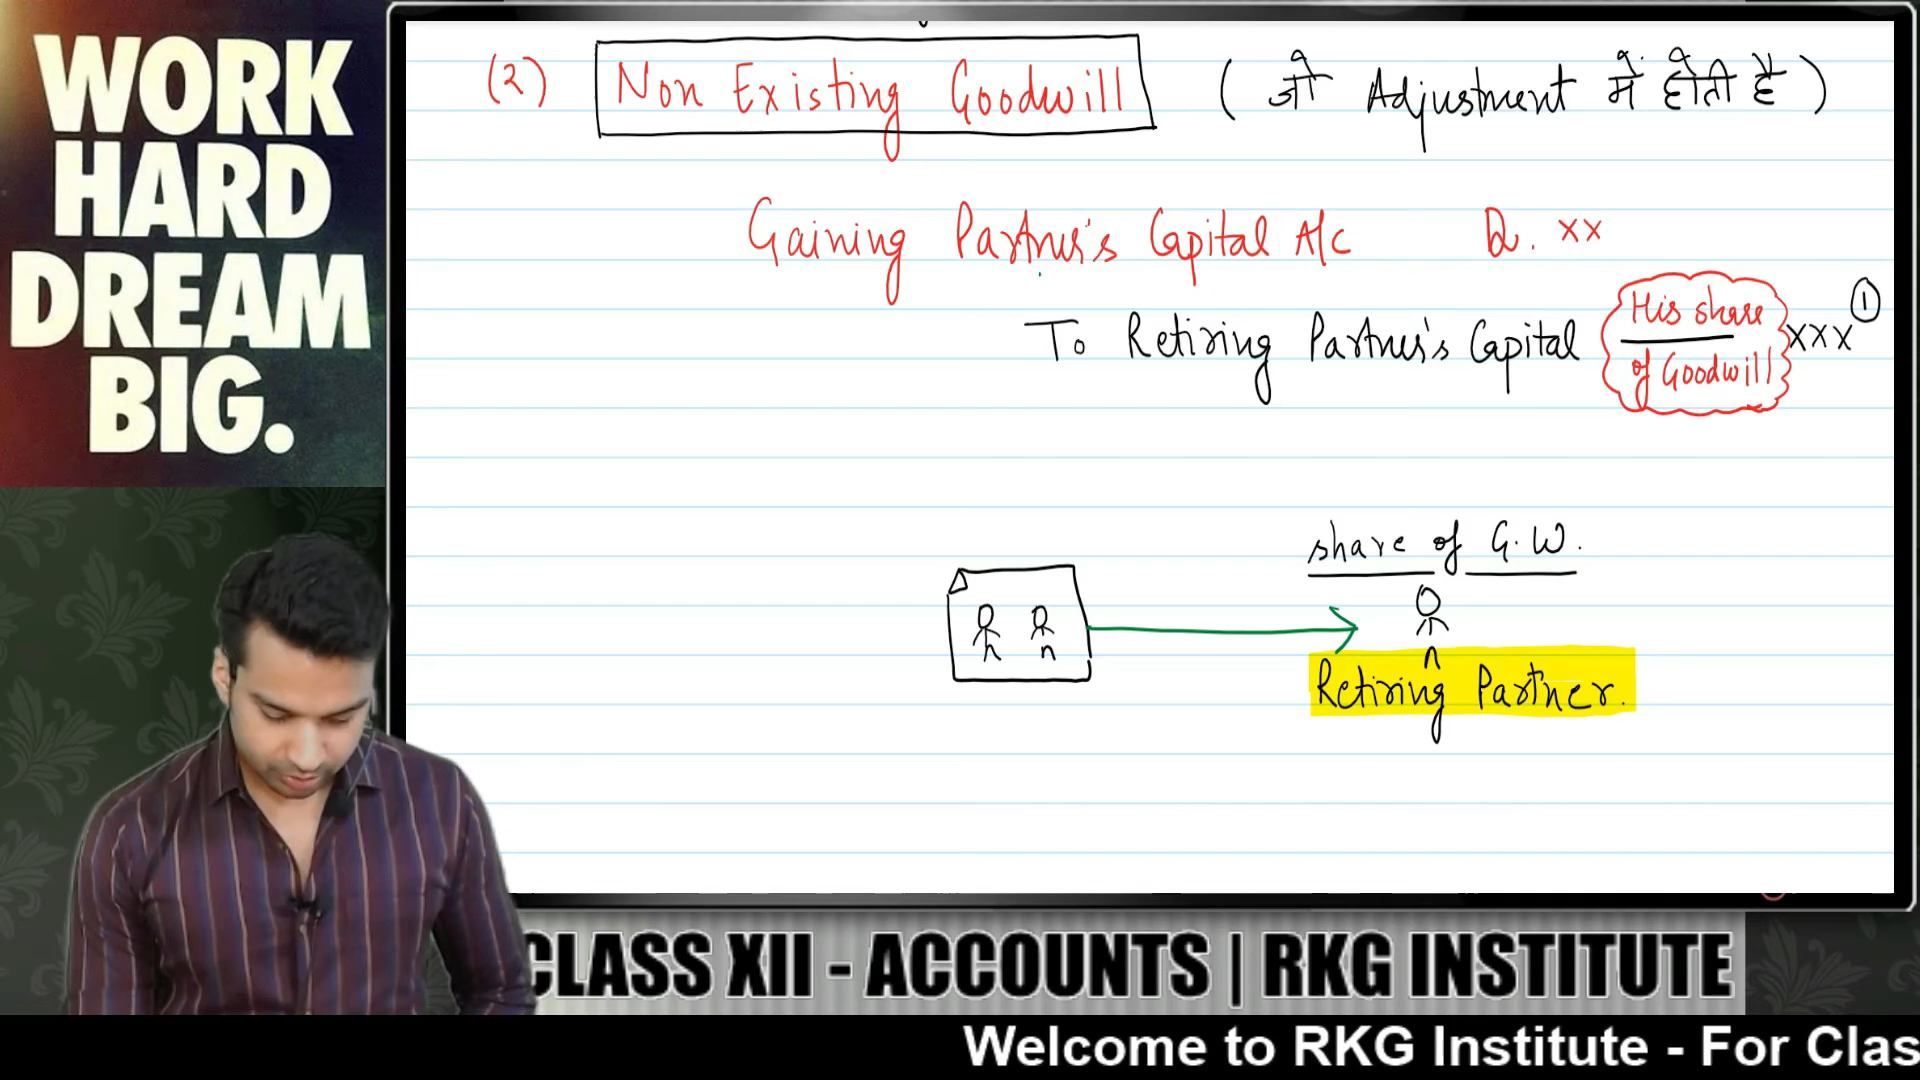 WORK
HARD
DREAM
BIG.
(2) Non Existing Goodwill ( जो Adjustment में होती है )
Gaining Partner's Capital A/c Dr. xx
To Retiring Partner's Capital His share of Goodwill xxx ①
share of G.W.
Retiring Partner.
CLASS XII - ACCOUNTS | RKG INSTITUTE
Welcome to RKG Institute - For Clas